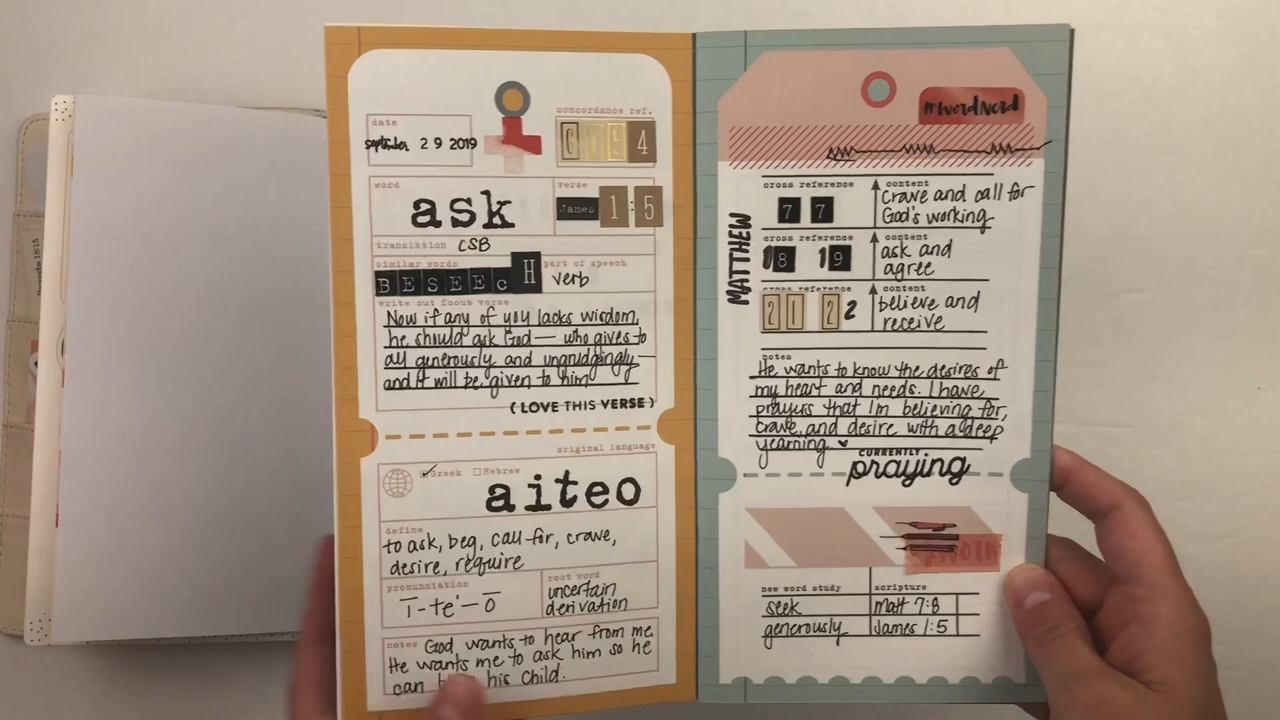 date
september 29 2019
concordance ref.
G154
word
ask
verse
James 1:5
translation CSB
similar words
BESEECH
part of speech
verb
write out focus verse
Now if any of you lacks wisdom,
he should ask God — who gives to
all generously and ungrudgingly —
and it will be given to him
(LOVE THIS VERSE)
original language
Greek Hebrew
aiteo
define
to ask, beg, call for, crave,
desire, require
pronunciation
ī-te'-ō
root word
uncertain
derivation
notes God wants to hear from me.
He wants me to ask him so he
can his child.
#wordNerd
MATTHEW
cross reference
7 7
content
Crave and call for
God's working
cross reference
18 19
content
ask and
agree
cross reference
21 22
content
believe and
receive
notes
He wants to know the desires of
my heart and needs. I have
prayers that I'm believing for,
crave, and desire with a deep
yearning.
CURRENTLY
praying
new word study scripture
seek matt 7:8
generously James 1:5
Proverbs 18:15